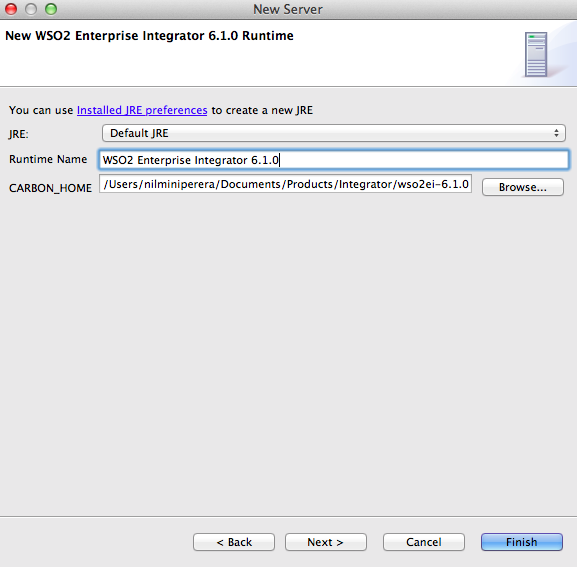 New Server
New WSO2 Enterprise Integrator 6.1.0 Runtime
You can use Installed JRE preferences to create a new JRE
JRE: Default JRE
Runtime Name WSO2 Enterprise Integrator 6.1.0
CARBON_HOME /Users/nilminiperera/Documents/Products/Integrator/wso2ei-6.1.0 Browse...
< Back Next > Cancel Finish